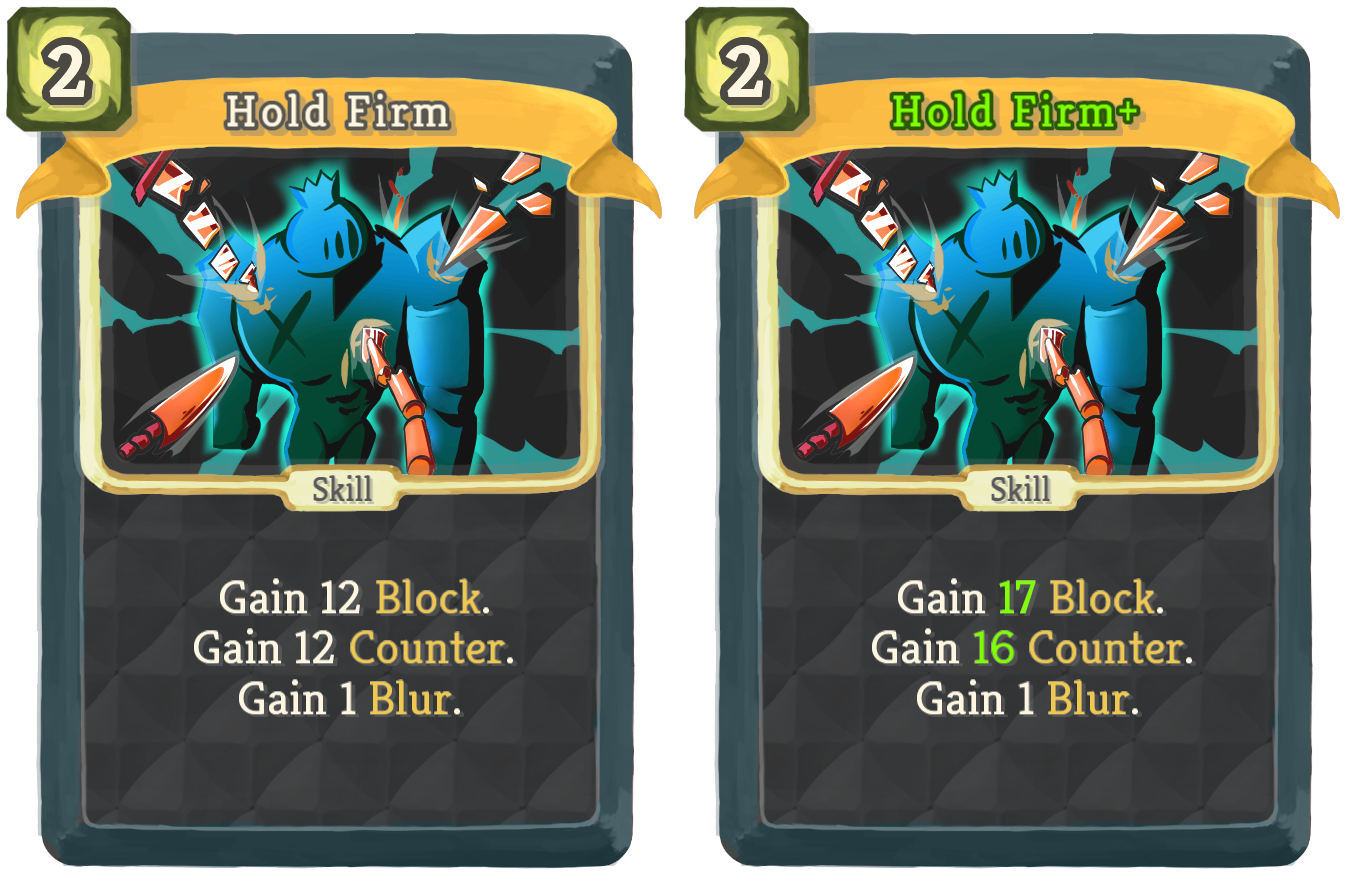 2
Hold Firm
Skill
Gain 12 Block.
Gain 12 Counter.
Gain 1 Blur.
2
Hold Firm+
Skill
Gain 17 Block.
Gain 16 Counter.
Gain 1 Blur.